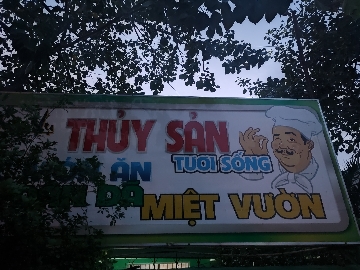 THỦY SẢN
TƯƠI SỐNG
ĂN
MIỆT VƯỜN